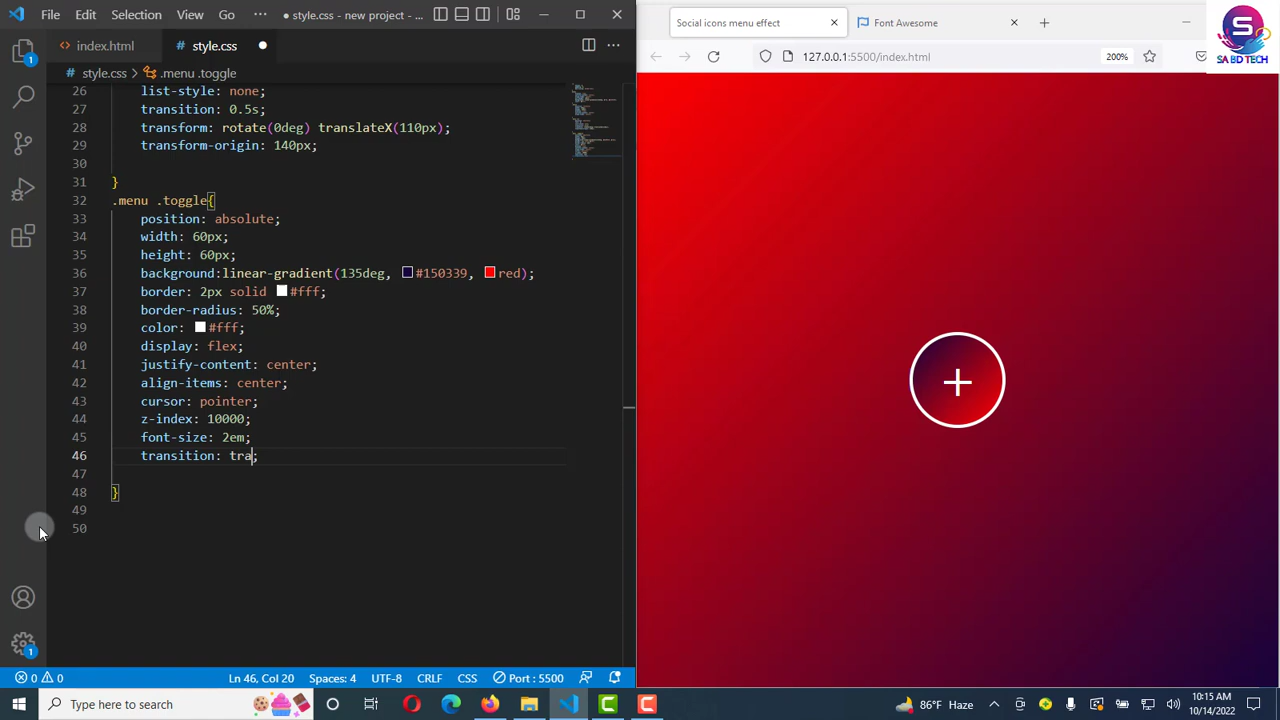 File Edit Selection View Go ··· ● style.css - new project - ●
index.html
# style.css ●
style.css > .menu .toggle
26 list-style: none;
27 transition: 0.5s;
28 transform: rotate(0deg) translateX(110px);
29 transform-origin: 140px;
30
31 }
32 .menu .toggle{
33 position: absolute;
34 width: 60px;
35 height: 60px;
36 background:linear-gradient(135deg, #150339, red);
37 border: 2px solid #fff;
38 border-radius: 50%;
39 color: #fff;
40 display: flex;
41 justify-content: center;
42 align-items: center;
43 cursor: pointer;
44 z-index: 10000;
45 font-size: 2em;
46 transition: tra;
47
48 }
49
50
1
1
0 0 Ln 46, Col 20 Spaces: 4 UTF-8 CRLF CSS Port : 5500
Social icons menu effect
Font Awesome
127.0.0.1:5500/index.html
200%
S
SA BD TECH
+
Type here to search
86°F Haze
10:15 AM
10/14/2022